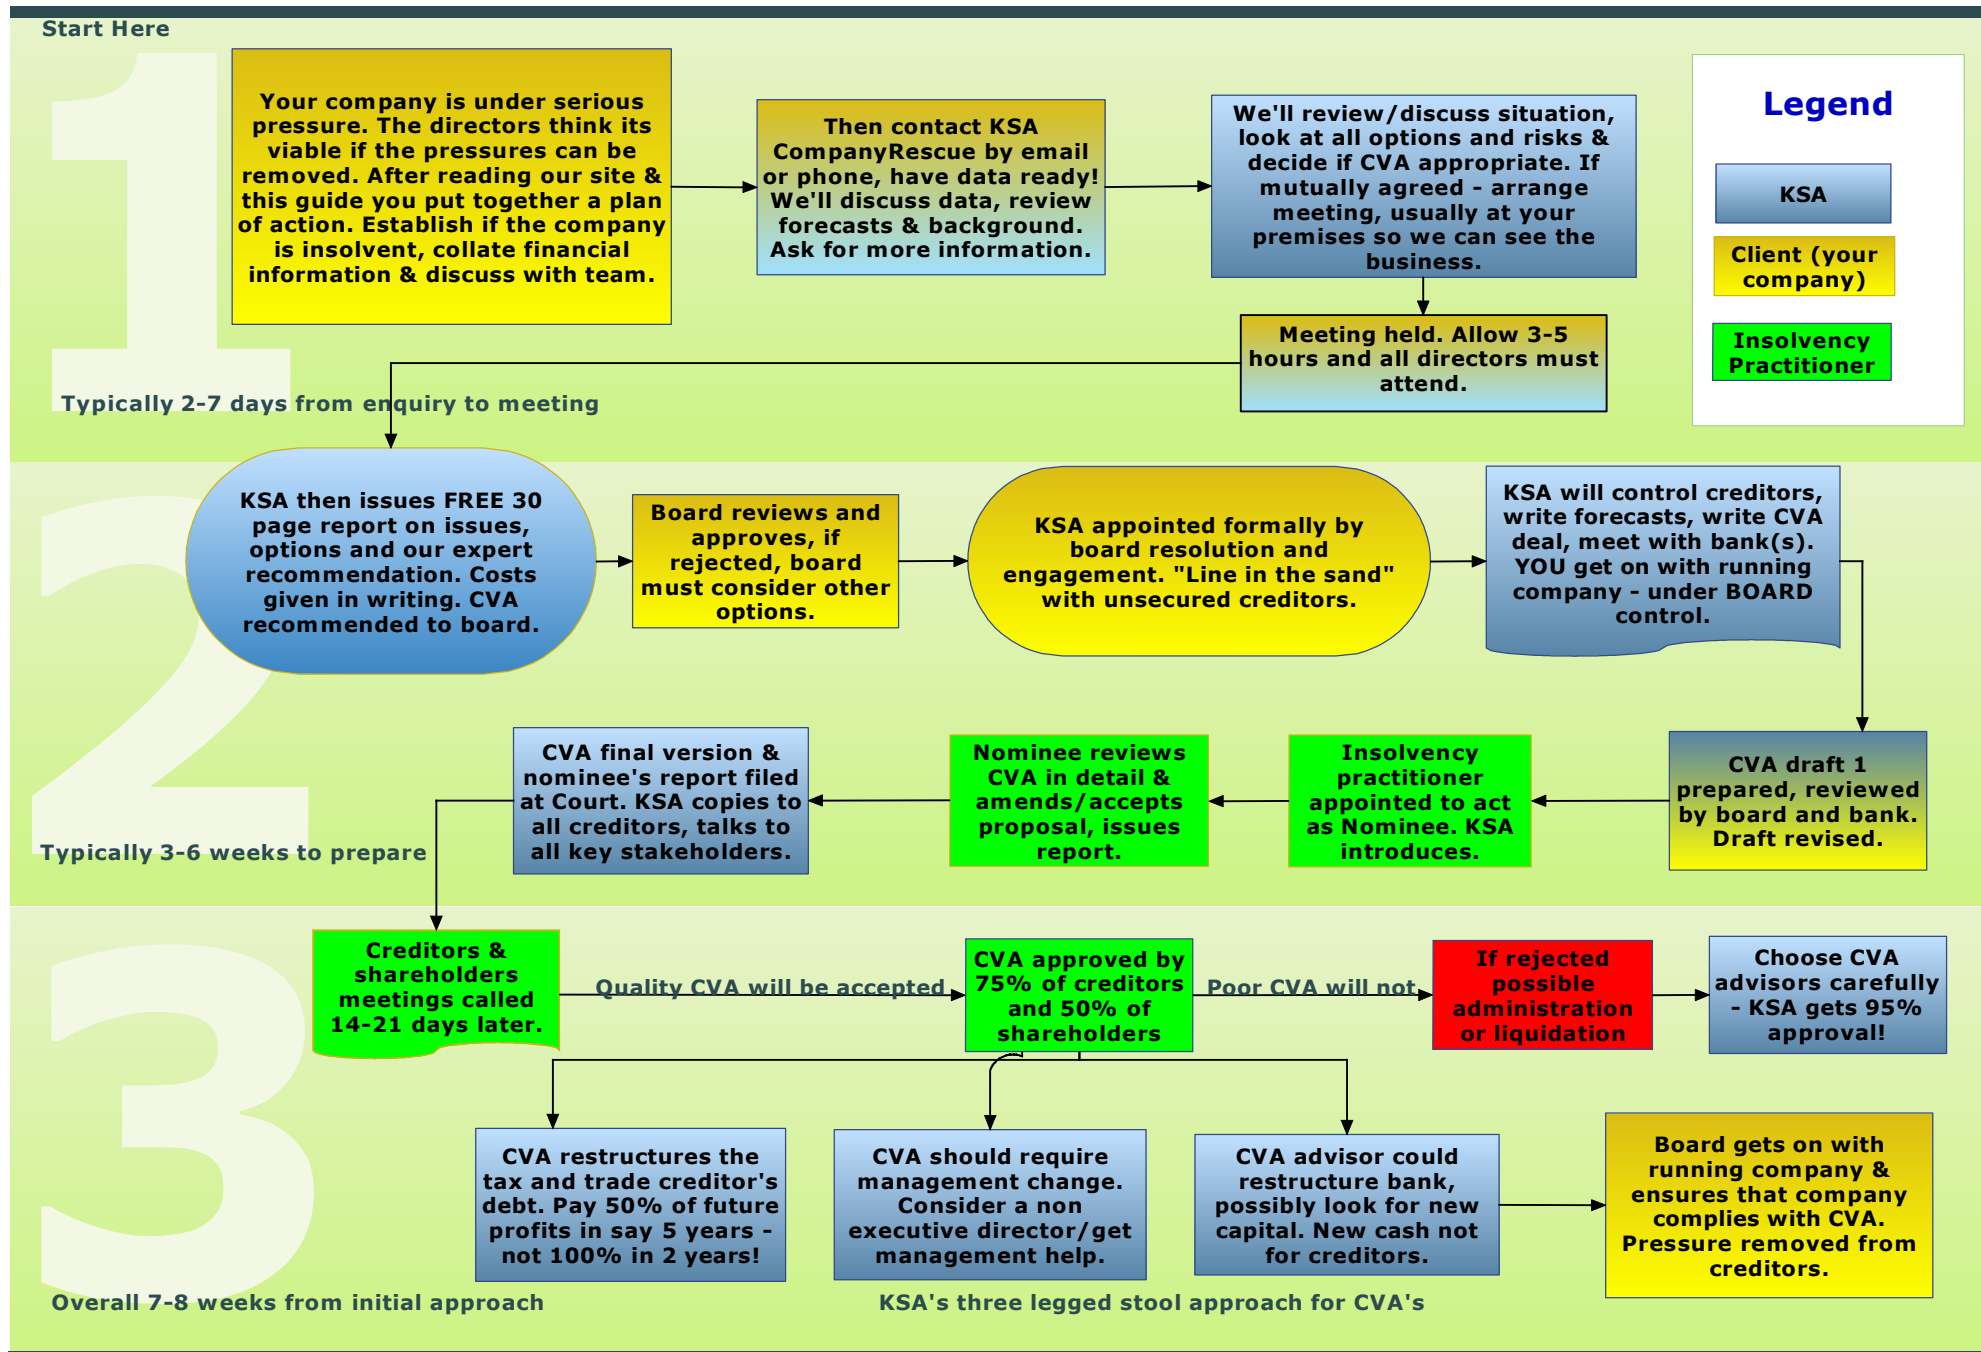 Start Here
1
Your company is under serious
pressure. The directors think its
viable if the pressures can be
removed. After reading our site &
this guide you put together a plan
of action. Establish if the company
is insolvent, collate financial
information & discuss with team.
Then contact KSA
CompanyRescue by email
or phone, have data ready!
We'll discuss data, review
forecasts & background.
Ask for more information.
We'll review/discuss situation,
look at all options and risks &
decide if CVA appropriate. If
mutually agreed - arrange
meeting, usually at your
premises so we can see the
business.
Legend
KSA
Client (your
company)
Insolvency
Practitioner
Meeting held. Allow 3-5
hours and all directors must
attend.
Typically 2-7 days from enquiry to meeting
2
KSA then issues FREE 30
page report on issues,
options and our expert
recommendation. Costs
given in writing. CVA
recommended to board.
Board reviews and
approves, if
rejected, board
must consider other
options.
KSA appointed formally by
board resolution and
engagement. "Line in the sand"
with unsecured creditors.
KSA will control creditors,
write forecasts, write CVA
deal, meet with bank(s).
YOU get on with running
company - under BOARD
control.
CVA draft 1
prepared, reviewed
by board and bank.
Draft revised.
Insolvency
practitioner
appointed to act
as Nominee. KSA
introduces.
Nominee reviews
CVA in detail &
amends/accepts
proposal, issues
report.
CVA final version &
nominee's report filed
at Court. KSA copies to
all creditors, talks to
all key stakeholders.
Typically 3-6 weeks to prepare
3
Creditors &
shareholders
meetings called
14-21 days later.
Quality CVA will be accepted
CVA approved by
75% of creditors
and 50% of
shareholders
Poor CVA will not
If rejected
possible
administration
or liquidation
Choose CVA
advisors carefully
- KSA gets 95%
approval!
CVA restructures the
tax and trade creditor's
debt. Pay 50% of future
profits in say 5 years -
not 100% in 2 years!
CVA should require
management change.
Consider a non
executive director/get
management help.
CVA advisor could
restructure bank,
possibly look for new
capital. New cash not
for creditors.
Board gets on with
running company &
ensures that company
complies with CVA.
Pressure removed from
creditors.
Overall 7-8 weeks from initial approach
KSA's three legged stool approach for CVA's